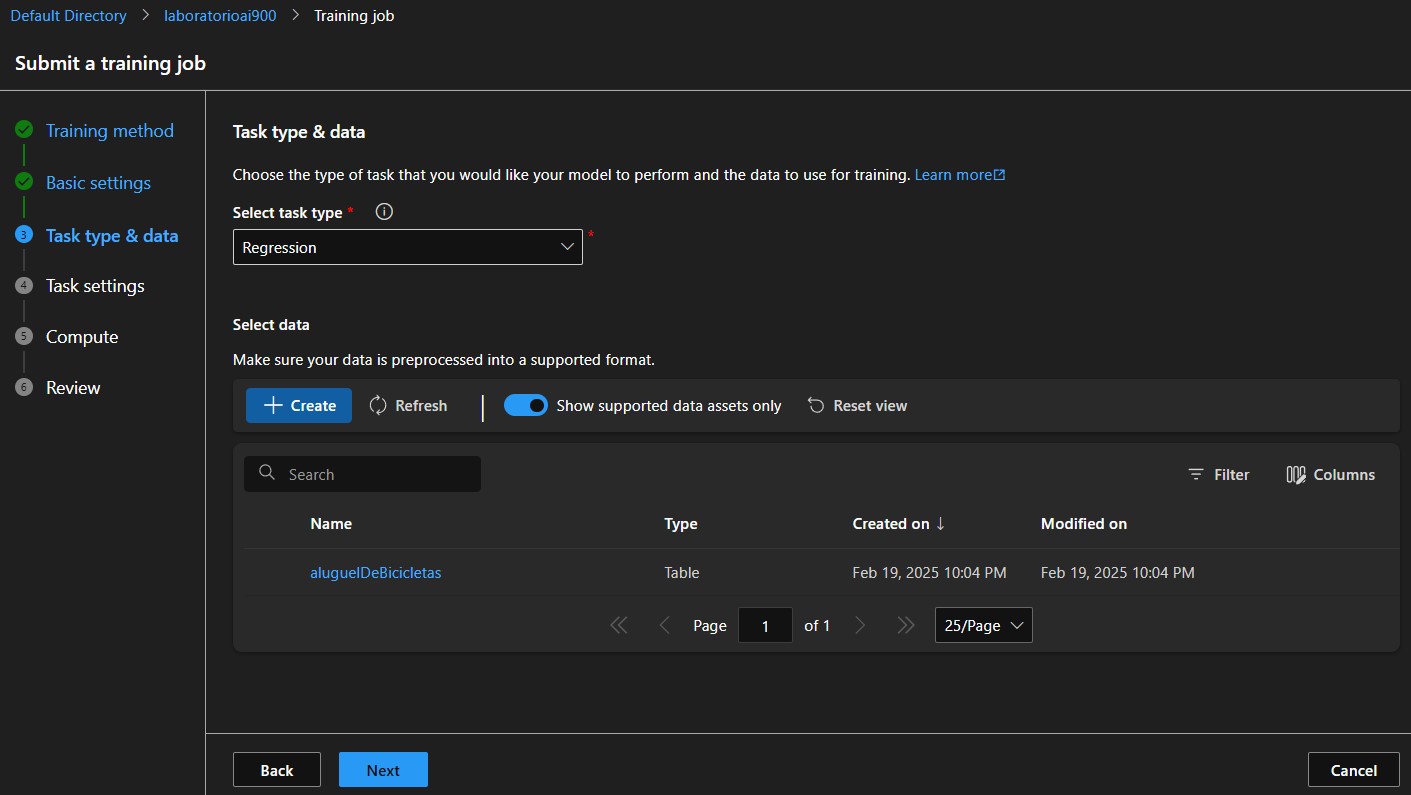 Default Directory > laboratorioai900 > Training job
Submit a training job
Training method
Basic settings
3 Task type & data
4 Task settings
5 Compute
6 Review
Task type & data
Choose the type of task that you would like your model to perform and the data to use for training. Learn more
Select task type *
Regression *
Select data
Make sure your data is preprocessed into a supported format.
Create Refresh | Show supported data assets only Reset view
Search Filter Columns
Name Type Created on ↓ Modified on
aluguelDeBicicletas Table Feb 19, 2025 10:04 PM Feb 19, 2025 10:04 PM
Page 1 of 1 25/Page
Back Next Cancel